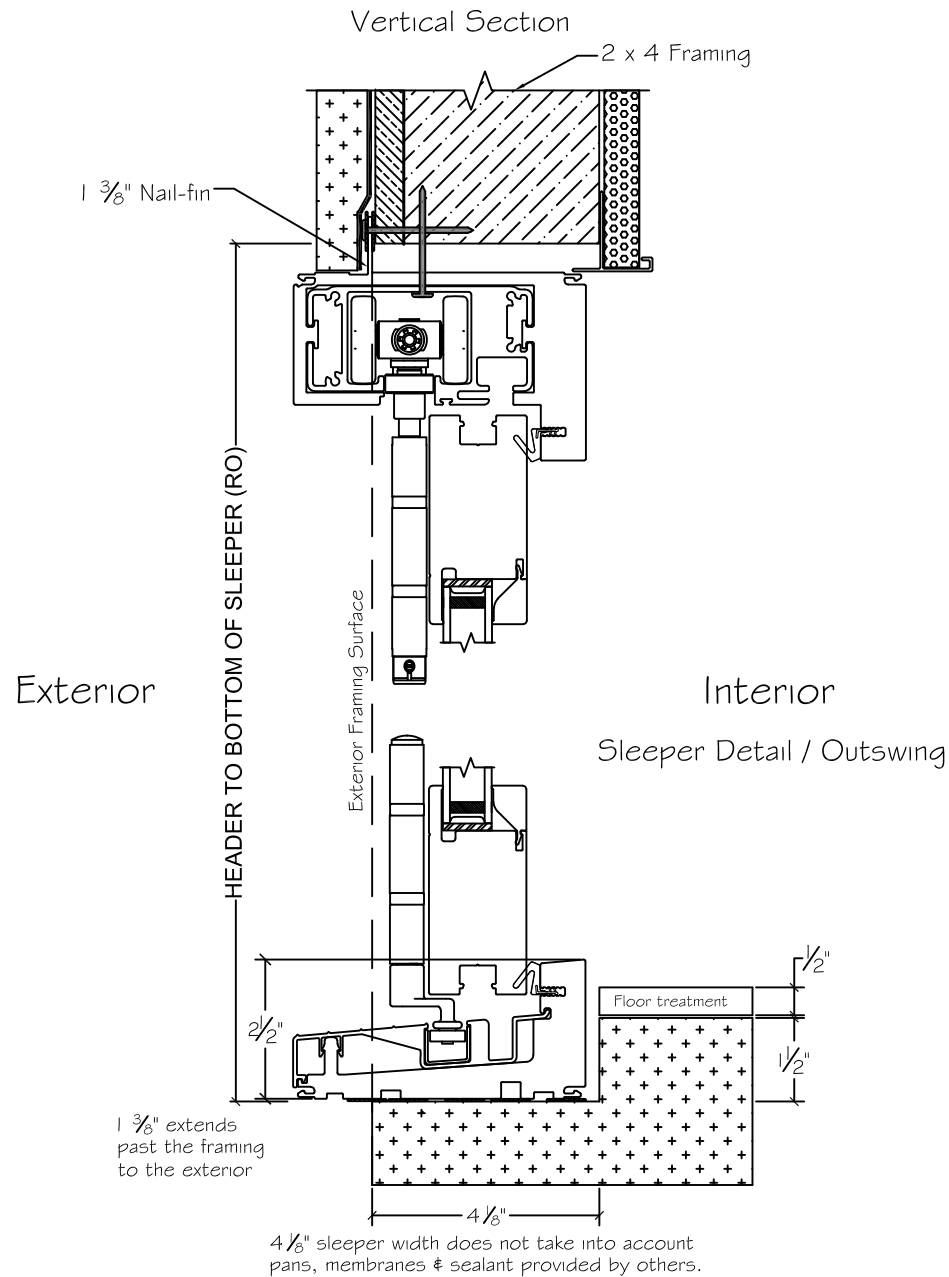 Vertical Section
2 x 4 Framing
1 3/8" Nail-fin
HEADER TO BOTTOM OF SLEEPER (RO)
Exterior Framing Surface
Exterior
Interior
Sleeper Detail / Outswing
1/2"
Floor treatment
2 1/2"
1 1/2"
1 3/8" extends
past the framing
to the exterior
4 1/8"
4 1/8" sleeper width does not take into account
pans, membranes & sealant provided by others.